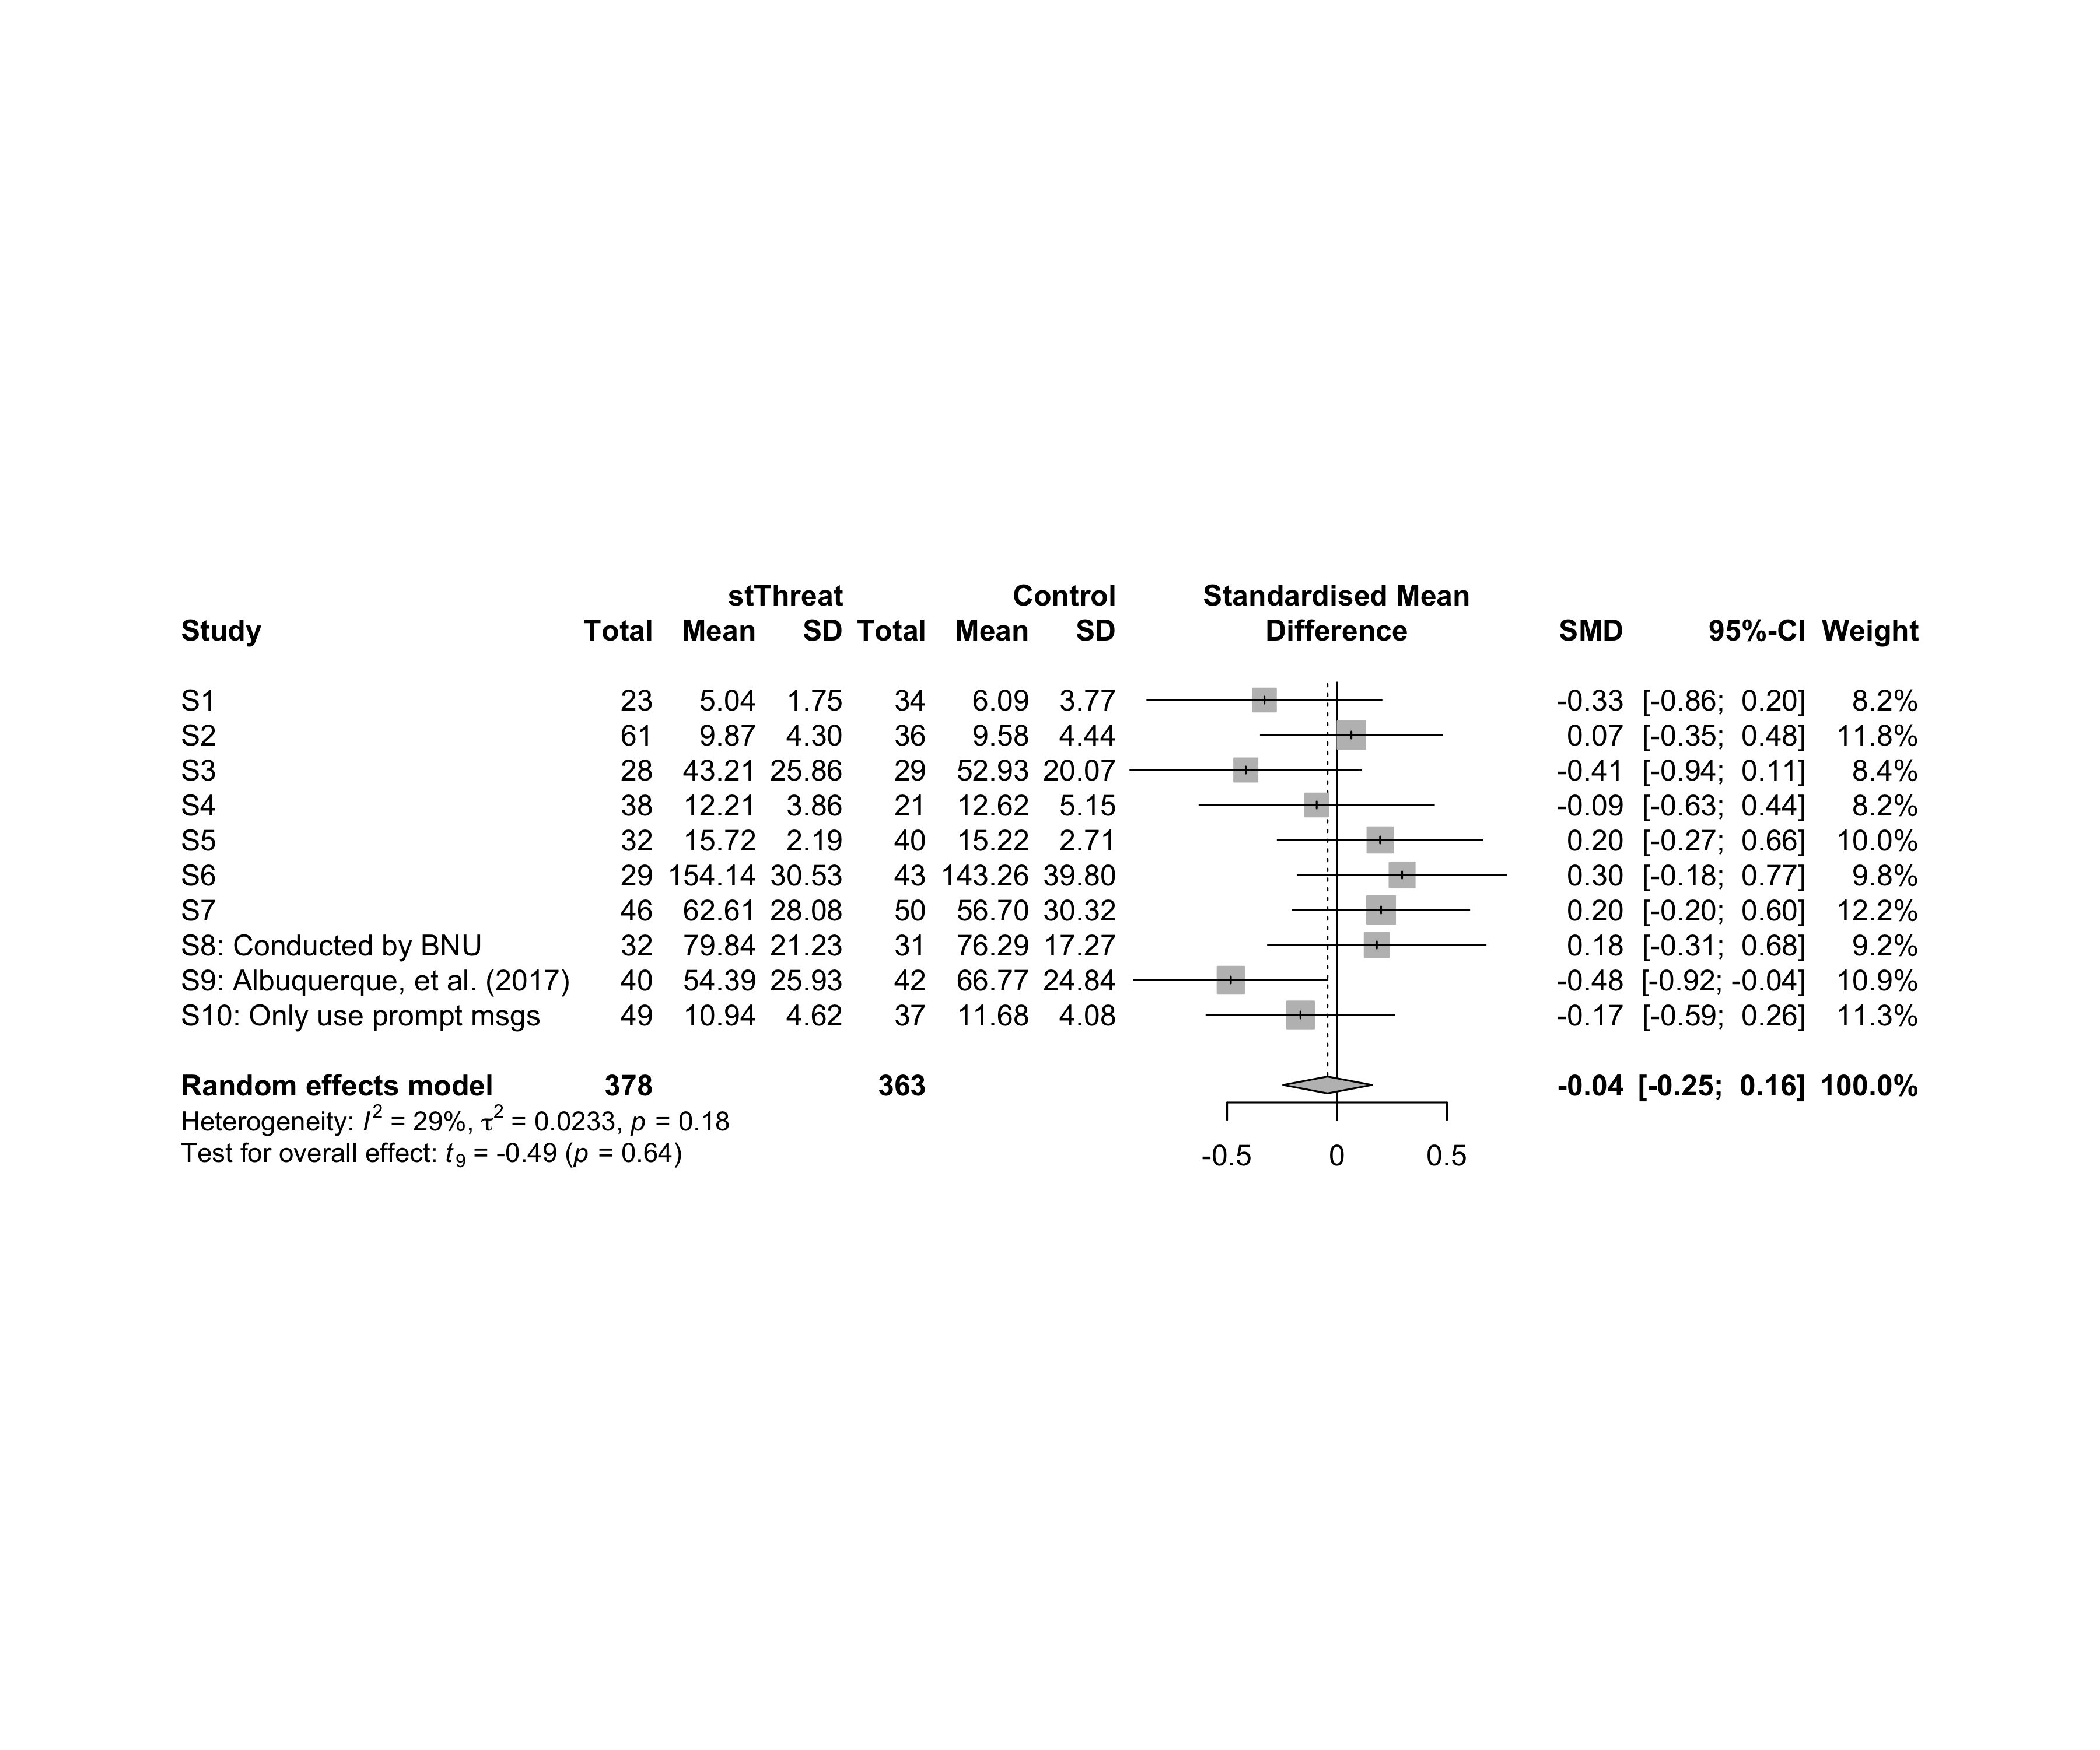 stThreat Control Standardised Mean
Study Total Mean SD Total Mean SD Difference SMD 95%-CI Weight
S1 23 5.04 1.75 34 6.09 3.77 -0.33 [-0.86; 0.20] 8.2%
S2 61 9.87 4.30 36 9.58 4.44 0.07 [-0.35; 0.48] 11.8%
S3 28 43.21 25.86 29 52.93 20.07 -0.41 [-0.94; 0.11] 8.4%
S4 38 12.21 3.86 21 12.62 5.15 -0.09 [-0.63; 0.44] 8.2%
S5 32 15.72 2.19 40 15.22 2.71 0.20 [-0.27; 0.66] 10.0%
S6 29 154.14 30.53 43 143.26 39.80 0.30 [-0.18; 0.77] 9.8%
S7 46 62.61 28.08 50 56.70 30.32 0.20 [-0.20; 0.60] 12.2%
S8: Conducted by BNU 32 79.84 21.23 31 76.29 17.27 0.18 [-0.31; 0.68] 9.2%
S9: Albuquerque, et al. (2017) 40 54.39 25.93 42 66.77 24.84 -0.48 [-0.92; -0.04] 10.9%
S10: Only use prompt msgs 49 10.94 4.62 37 11.68 4.08 -0.17 [-0.59; 0.26] 11.3%
Random effects model 378 363 -0.04 [-0.25; 0.16] 100.0%
Heterogeneity: I² = 29%, τ² = 0.0233, p = 0.18
Test for overall effect: t₉ = -0.49 (p = 0.64)
-0.5 0 0.5